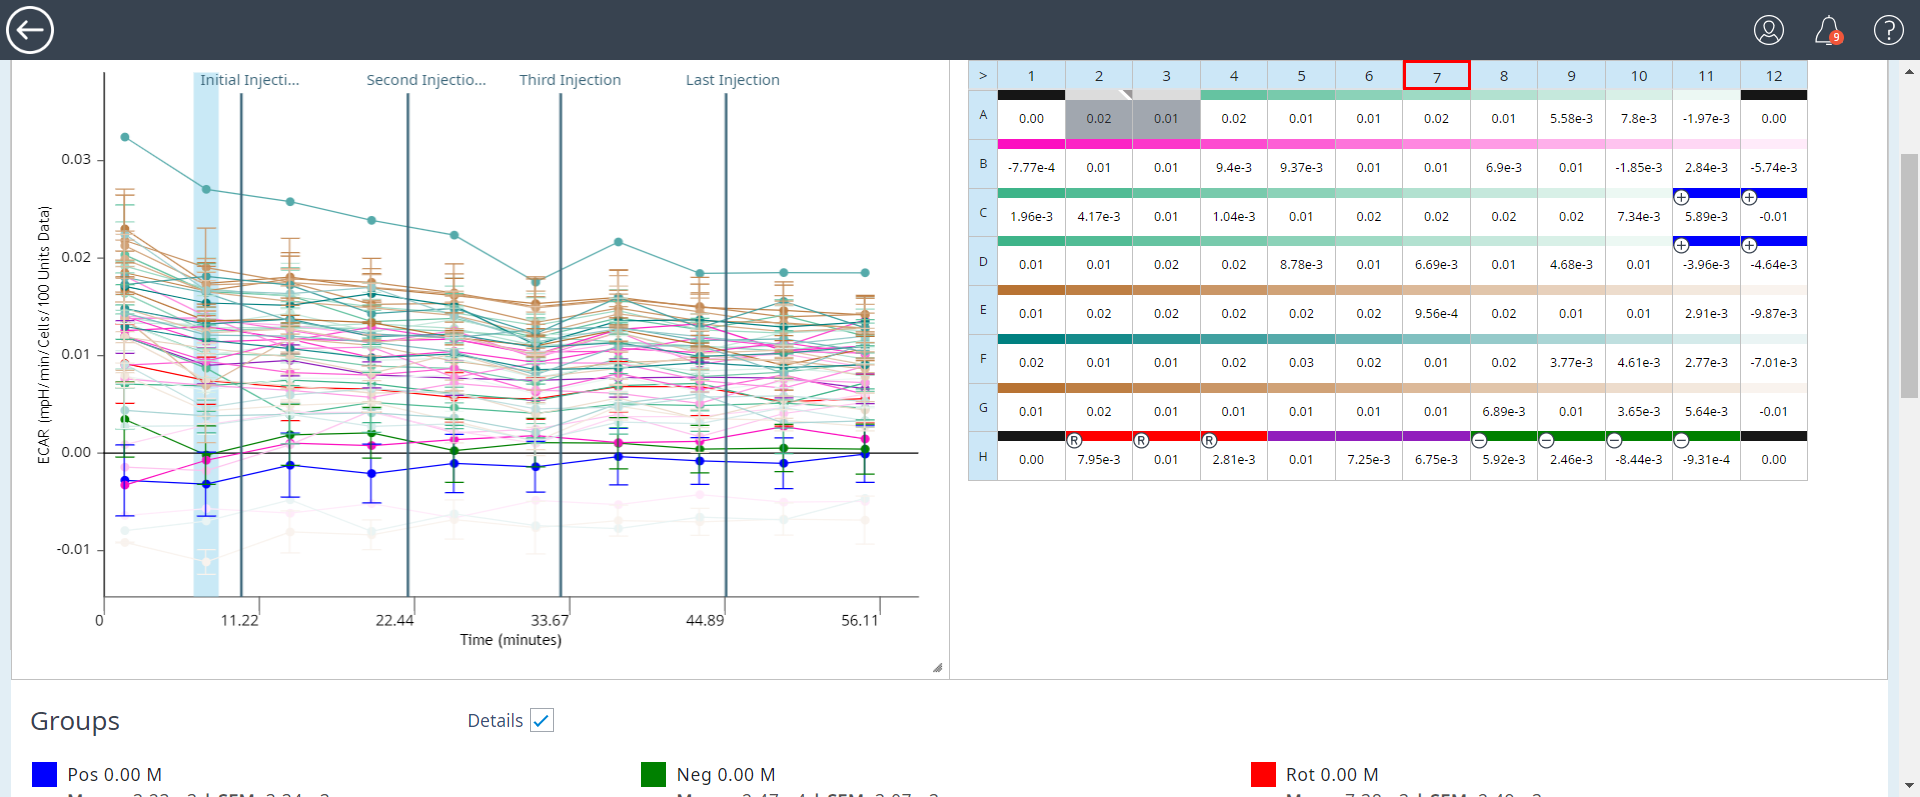 9
?
Initial Injecti...
Second Injectio...
Third Injection
Last Injection
ECAR (mpH/min/Cells/100 Units Data)
0.03
0.02
0.01
0.00
-0.01
0
11.22
22.44
33.67
44.89
56.11
Time (minutes)
> 1 2 3 4 5 6 7 8 9 10 11 12
A 0.00 0.02 0.01 0.02 0.01 0.01 0.02 0.01 5.58e-3 7.8e-3 -1.97e-3 0.00
B -7.77e-4 0.01 0.01 9.4e-3 9.37e-3 0.01 0.01 6.9e-3 0.01 -1.85e-3 2.84e-3 -5.74e-3
C 1.96e-3 4.17e-3 0.01 1.04e-3 0.01 0.02 0.02 0.02 0.02 7.34e-3 + 5.89e-3 + -0.01
D 0.01 0.01 0.02 0.02 8.78e-3 0.01 6.69e-3 0.01 4.68e-3 0.01 + -3.96e-3 + -4.64e-3
E 0.01 0.02 0.02 0.02 0.02 0.02 9.56e-4 0.02 0.01 0.01 2.91e-3 -9.87e-3
F 0.02 0.01 0.01 0.02 0.03 0.02 0.01 0.02 3.77e-3 4.61e-3 2.77e-3 -7.01e-3
G 0.01 0.02 0.01 0.01 0.01 0.01 0.01 6.89e-3 0.01 3.65e-3 5.64e-3 -0.01
H 0.00 R 7.95e-3 R 0.01 R 2.81e-3 0.01 7.25e-3 6.75e-3 − 5.92e-3 − 2.46e-3 − -8.44e-3 − -9.31e-4 0.00
Groups
Details
Pos 0.00 M
Neg 0.00 M
Rot 0.00 M